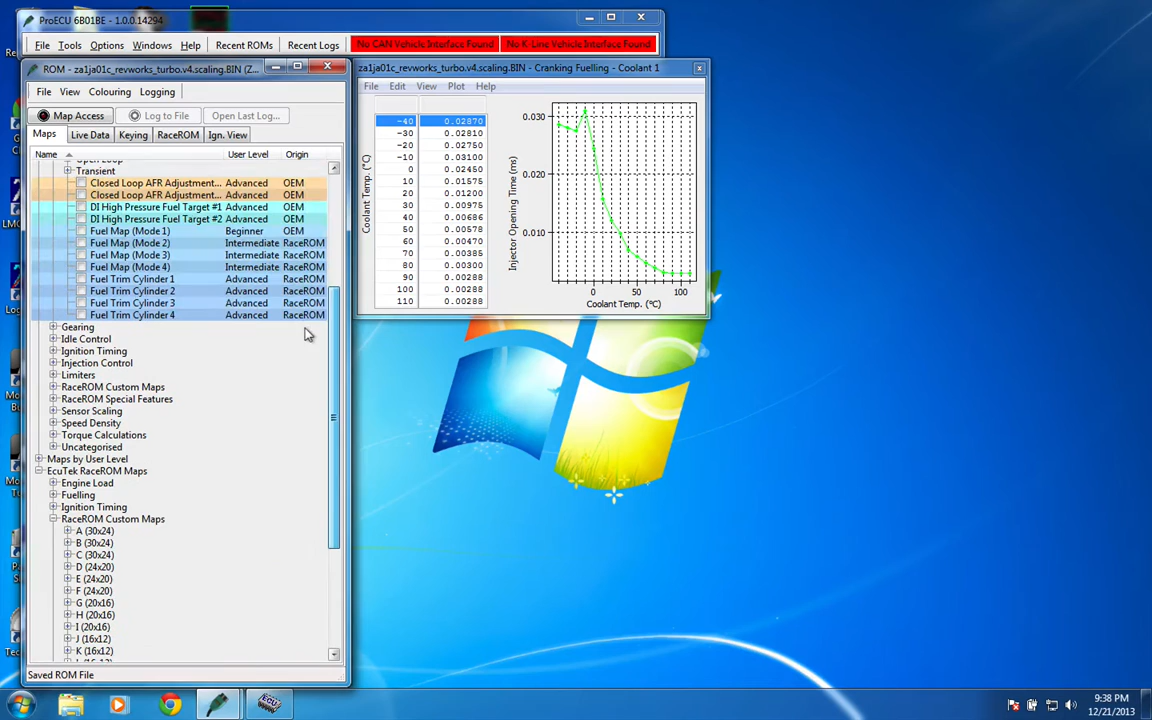 ProECU 6B01BE - 1.0.0.14294
File Tools Options Windows Help Recent ROMs Recent Logs No CAN Vehicle Interface Found No K-Line Vehicle Interface Found
ROM - za1ja01c_revworks_turbo.v4.scaling.BIN (Z...
File View Colouring Logging
Map Access Log to File Open Last Log...
Maps Live Data Keying RaceROM Ign. View
Name User Level Origin
Open Loop
Transient
Closed Loop AFR Adjustment... Advanced OEM
Closed Loop AFR Adjustment... Advanced OEM
DI High Pressure Fuel Target #1 Advanced OEM
DI High Pressure Fuel Target #2 Advanced OEM
Fuel Map (Mode 1) Beginner OEM
Fuel Map (Mode 2) Intermediate RaceROM
Fuel Map (Mode 3) Intermediate RaceROM
Fuel Map (Mode 4) Intermediate RaceROM
Fuel Trim Cylinder 1 Advanced RaceROM
Fuel Trim Cylinder 2 Advanced RaceROM
Fuel Trim Cylinder 3 Advanced RaceROM
Fuel Trim Cylinder 4 Advanced RaceROM
Gearing
Idle Control
Ignition Timing
Injection Control
Limiters
RaceROM Custom Maps
RaceROM Special Features
Sensor Scaling
Speed Density
Torque Calculations
Uncategorised
Maps by User Level
EcuTek RaceROM Maps
Engine Load
Fuelling
Ignition Timing
RaceROM Custom Maps
A (30x24)
B (30x24)
C (30x24)
D (24x20)
E (24x20)
F (24x20)
G (20x16)
H (20x16)
I (20x16)
J (16x12)
K (16x12)
Saved ROM File
za1ja01c_revworks_turbo.v4.scaling.BIN - Cranking Fuelling - Coolant 1
File Edit View Plot Help
Coolant Temp. (°C)
-40 0.02870
-30 0.02810
-20 0.02750
-10 0.03100
0 0.02450
10 0.01575
20 0.01200
30 0.00975
40 0.00686
50 0.00578
60 0.00470
70 0.00385
80 0.00300
90 0.00288
100 0.00288
110 0.00288
Injector Opening Time (ms)
0.030
0.020
0.010
0 50 100
Coolant Temp. (°C)
9:38 PM
12/21/2013